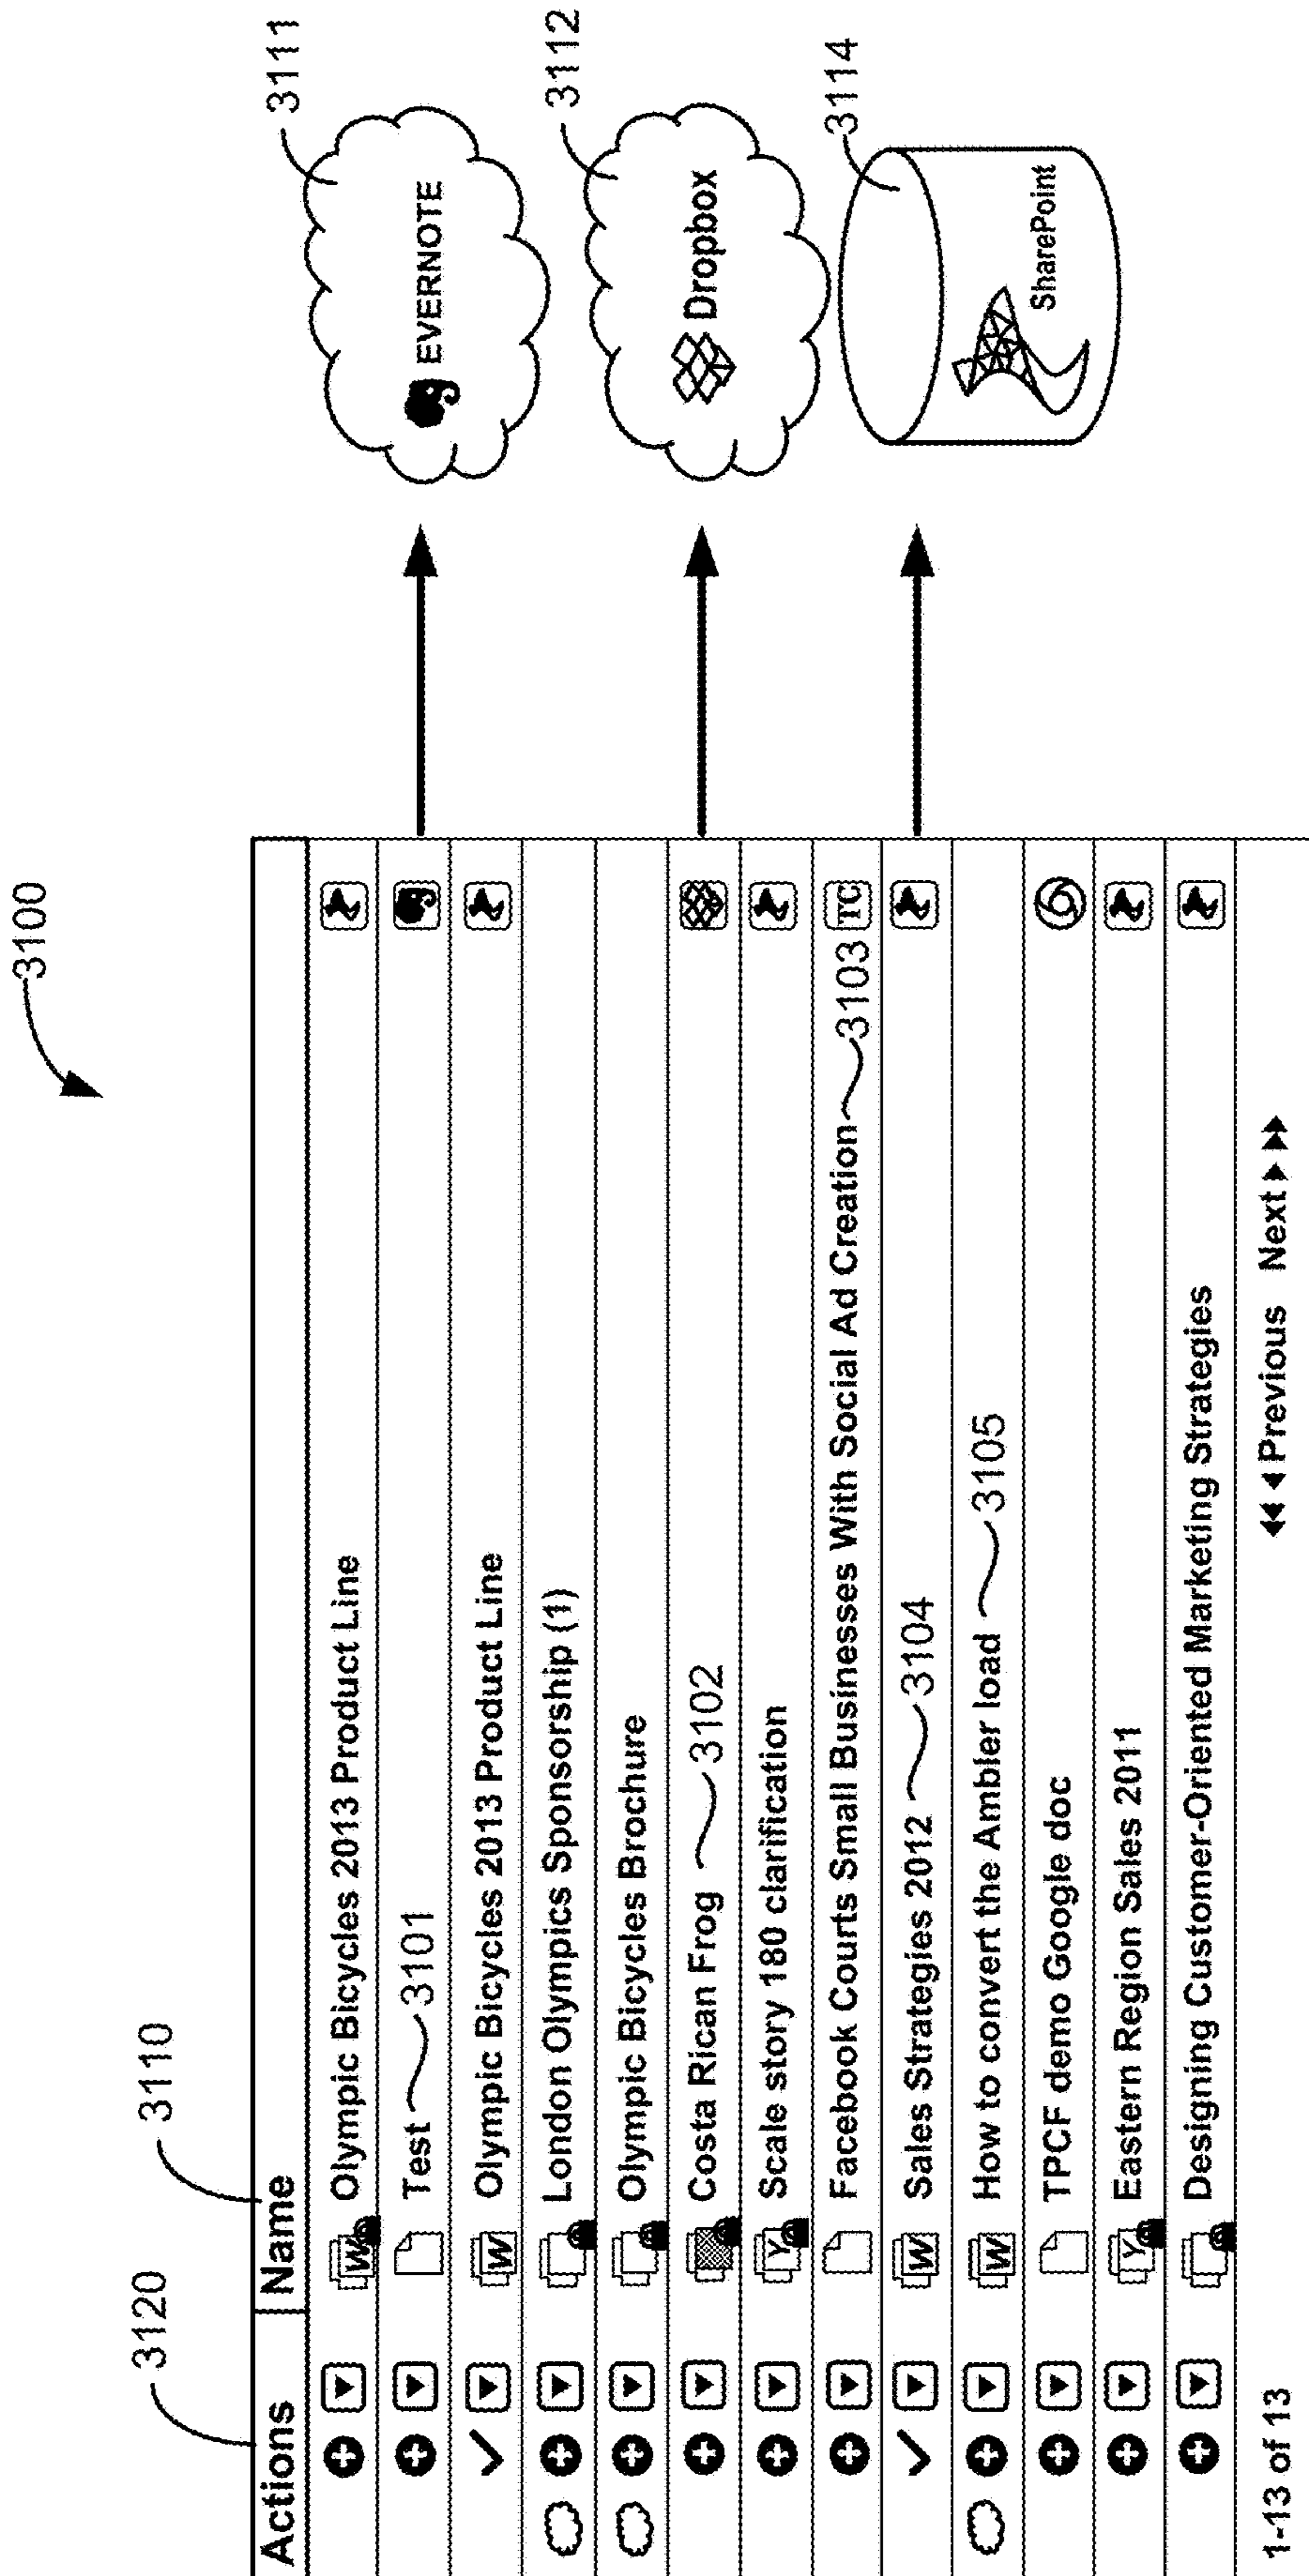 3100
3120
3110
Actions
Name
Olympic Bicycles 2013 Product Line
Test 3101
Olympic Bicycles 2013 Product Line
London Olympics Sponsorship (1)
Olympic Bicycles Brochure
Costa Rican Frog 3102
Scale story 180 clarification
Facebook Courts Small Businesses With Social Ad Creation 3103 TC
Sales Strategies 2012 3104
How to convert the Ambler load 3105
TPCF demo Google doc
Eastern Region Sales 2011
Designing Customer-Oriented Marketing Strategies
1-13 of 13
Previous Next
3111
EVERNOTE
3112
Dropbox
3114
SharePoint
W
W
Y
W
W
Y